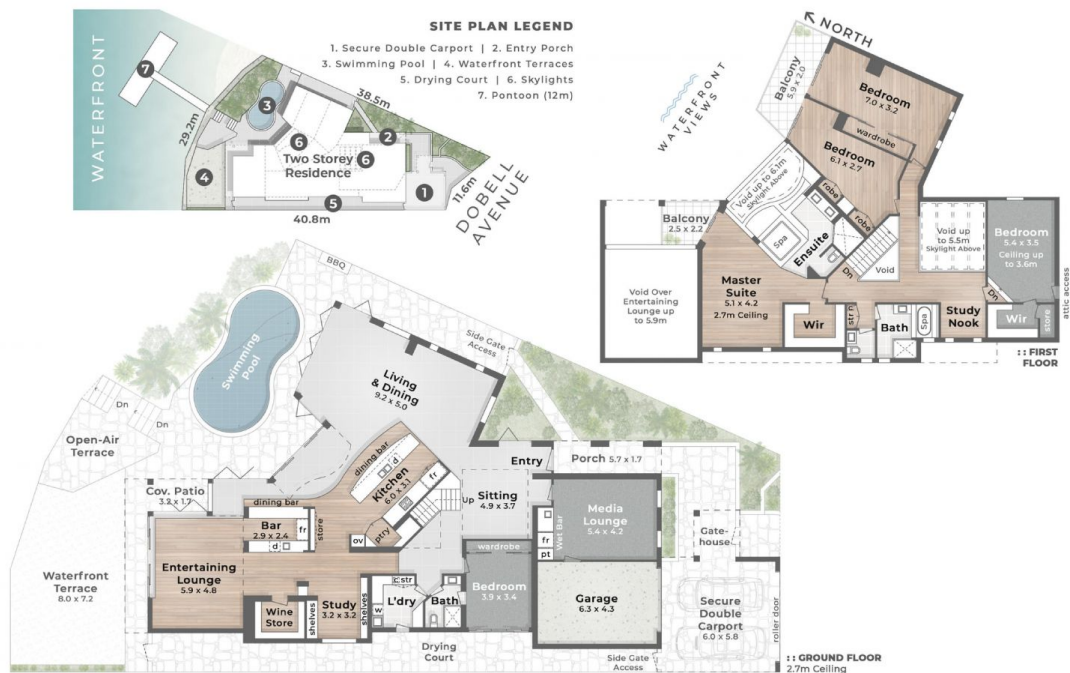 SITE PLAN LEGEND
1. Secure Double Carport | 2. Entry Porch
3. Swimming Pool | 4. Waterfront Terraces
5. Drying Court | 6. Skylights
7. Pontoon (12m)
WATERFRONT
7
3
38.5m
29.2m
2
6
6
Two Storey
Residence
4
1
5
11.6m
40.8m
DOBELL
AVENUE
NORTH
WATERFRONT
VIEWS
Balcony
5.9 x 2.0
Bedroom
7.0 x 3.2
wardrobe
Bedroom
6.1 x 2.7
robe
robe
Void up to 6.1m
Skylight Above
Balcony
2.5 x 2.2
Spa
Ensuite
Void
Dn
Void up
to 5.5m
Skylight Above
Bedroom
5.4 x 3.5
Ceiling up
to 3.6m
attic access
Void Over
Entertaining
Lounge up
to 5.9m
Master
Suite
5.1 x 4.2
2.7m Ceiling
Wir
str
Bath
Spa
Study
Nook
Dn
Wir
store
:: FIRST
FLOOR
BBQ
Swimming
Pool
Side Gate
Access
Living
& Dining
9.2 x 5.0
Dn
Dn
Open-Air
Terrace
dining bar
d
Kitchen
6.0 x 3.1
fr
Entry
Porch 5.7 x 1.7
Cov. Patio
3.2 x 1.7
dining bar
Bar
2.9 x 2.4
fr
d
store
ov
ptry
Up
Sitting
4.9 x 3.7
Wet Bar
fr
pt
Media
Lounge
5.4 x 4.2
Gate-
house
Entertaining
Lounge
5.9 x 4.8
Waterfront
Terrace
8.0 x 7.2
Wine
Store
shelves
Study
3.2 x 3.2
shelves
c str
w
L'dry
Bath
wardrobe
Bedroom
3.9 x 3.4
Garage
6.3 x 4.3
Secure
Double
Carport
6.0 x 5.8
roller door
Drying
Court
Side Gate
Access
:: GROUND FLOOR
2.7m Ceiling